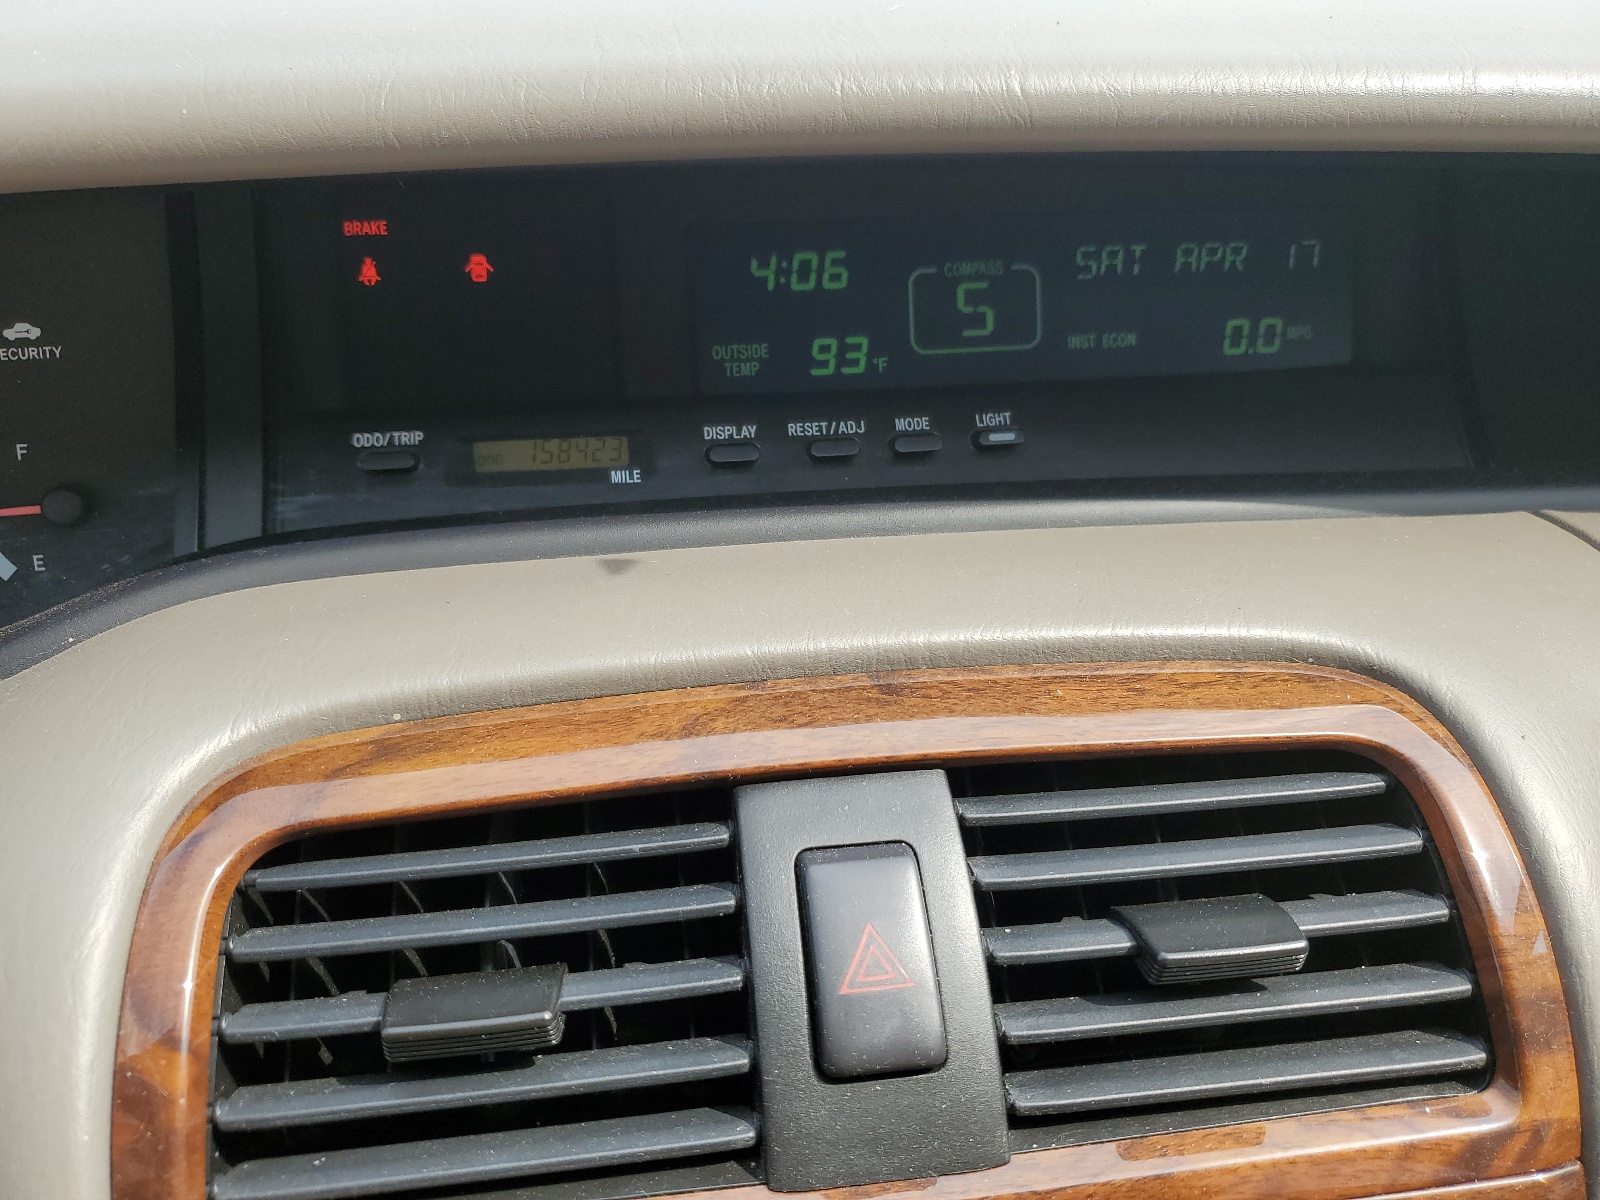 BRAKE
4:06
COMPASS
S
SAT APR 17
OUTSIDE
TEMP
93 °F
INST ECON
0.0 MPG
ECURITY
F
E
ODO/TRIP
ODO 158423
MILE
DISPLAY
RESET/ADJ
MODE
LIGHT